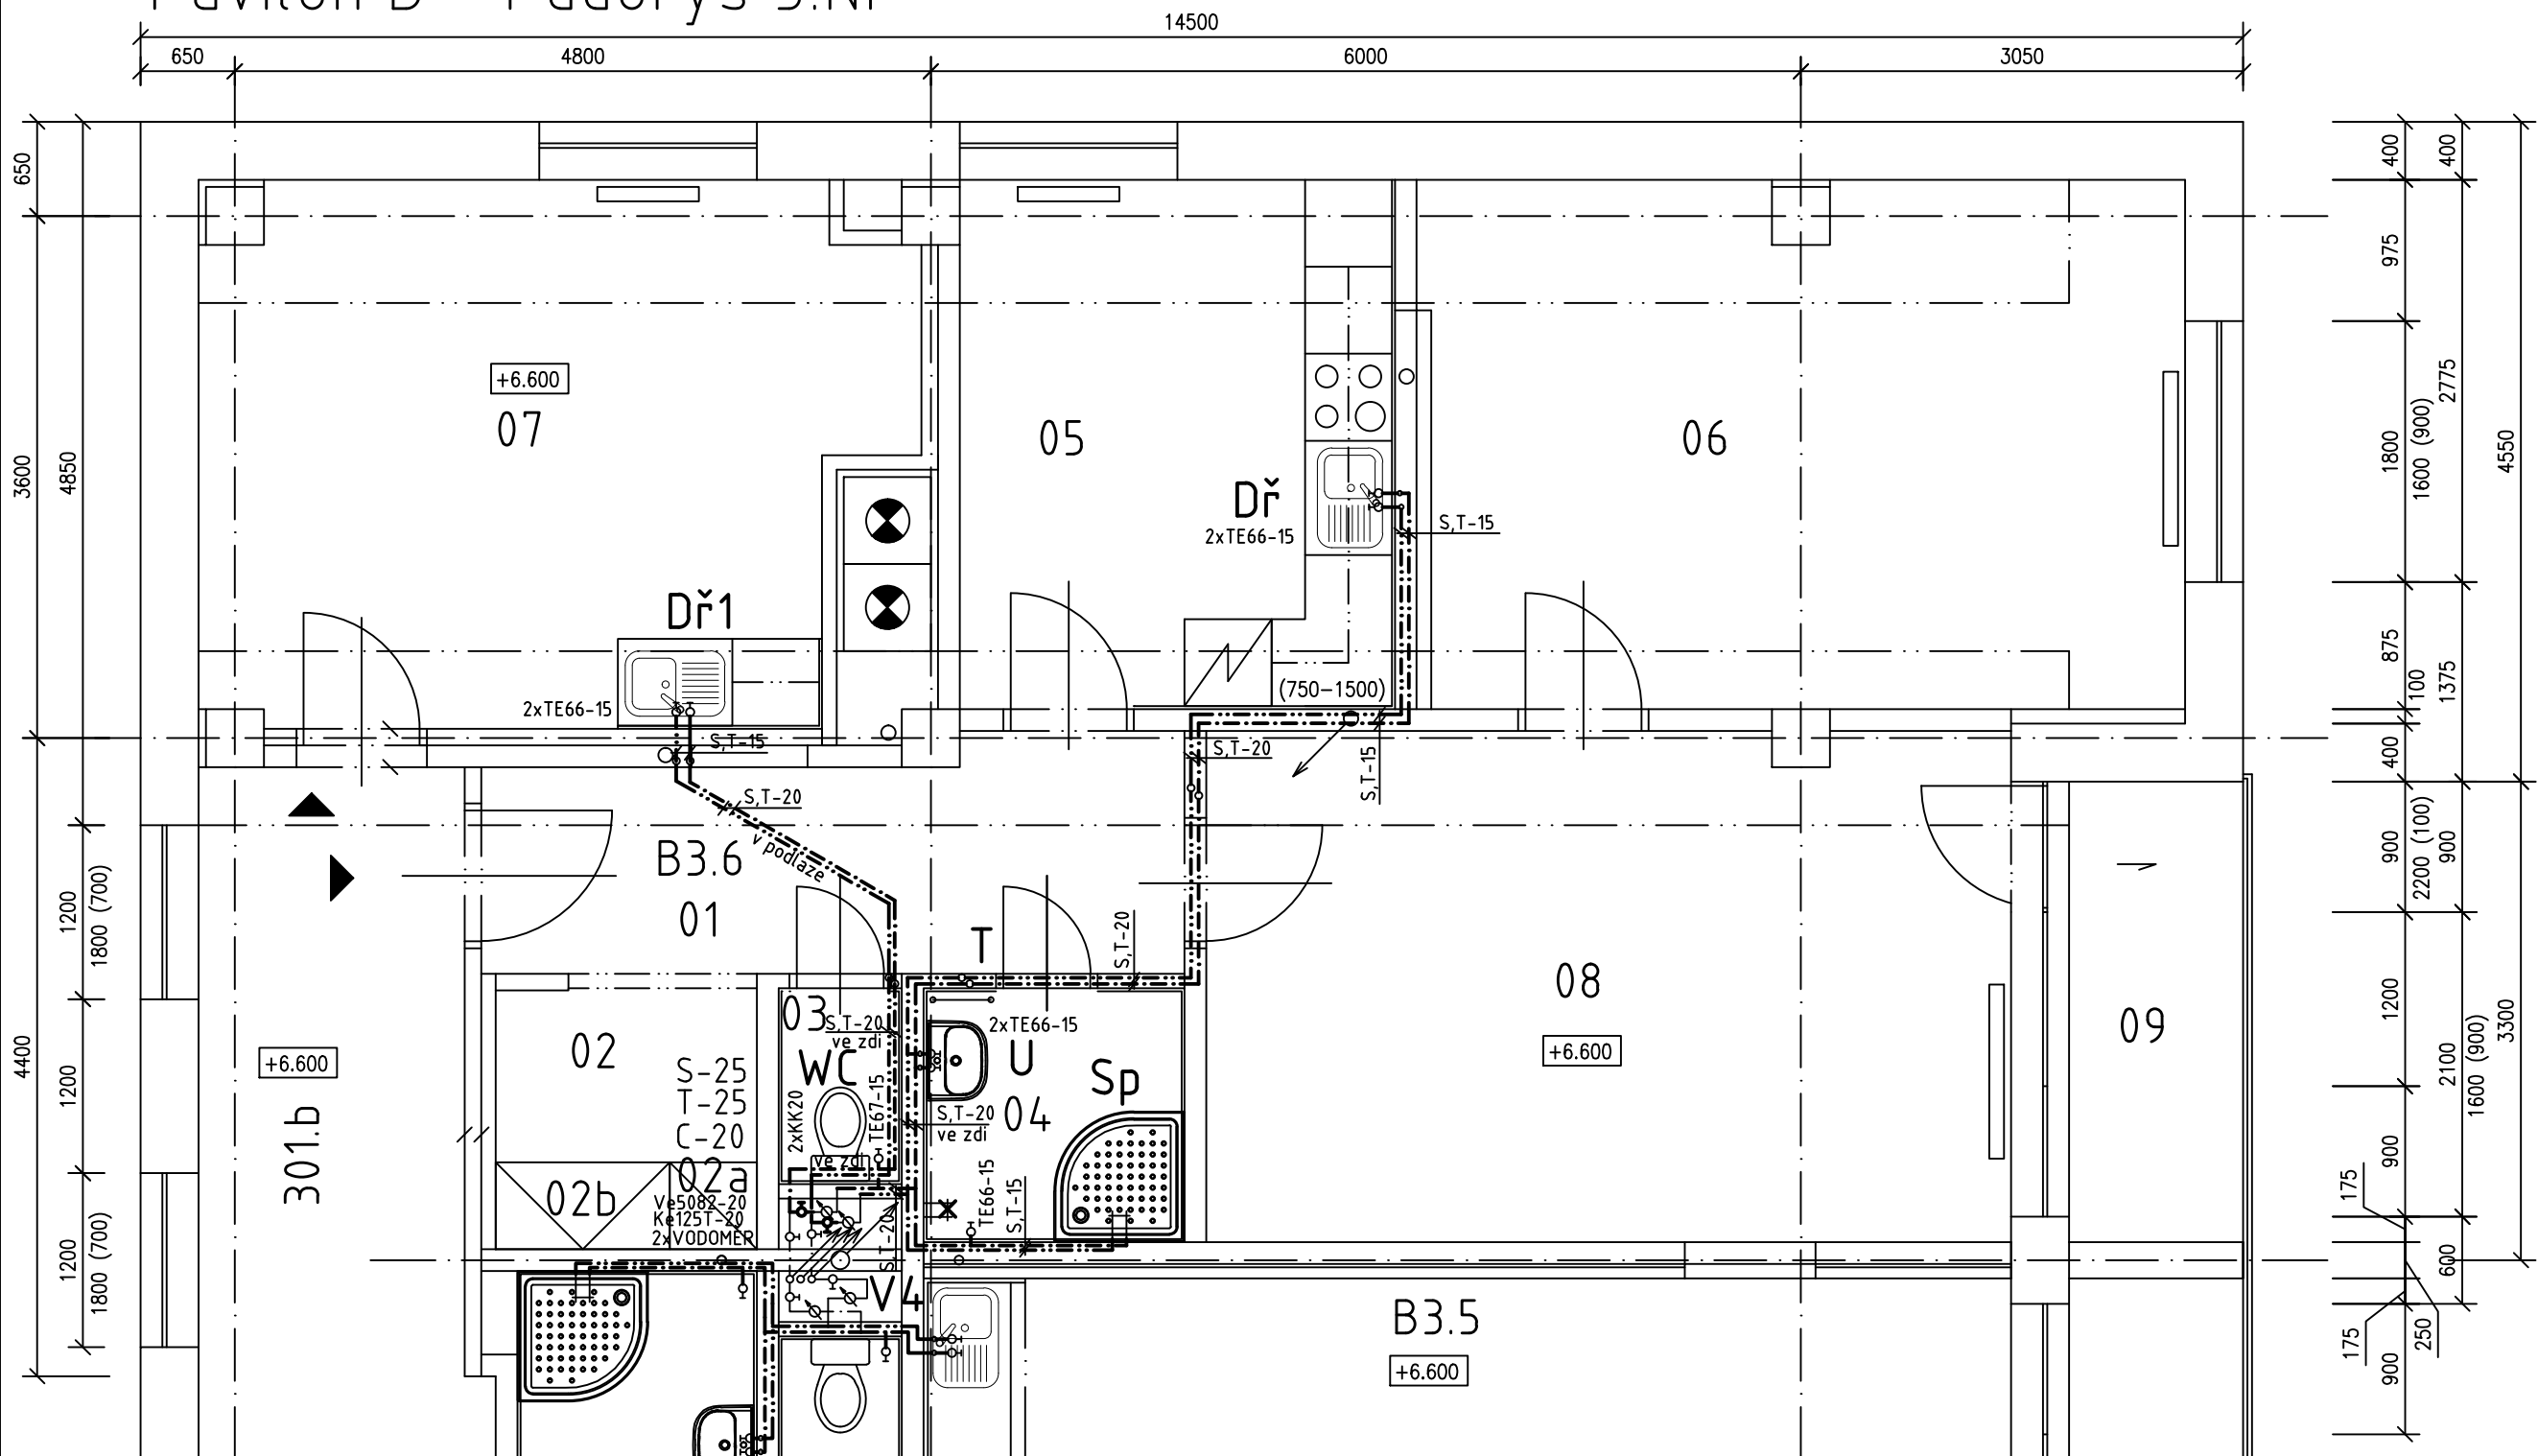 14500
650
4800
6000
3050
650
3600
4850
4400
1200
1800 (700)
1200
1200
1800 (700)
400
400
975
2775
1800
1600 (900)
4550
875
100
1375
400
900
2200 (100)
900
1200
2100
1600 (900)
3300
900
175
600
175
250
900
+6.600
07
05
06
Dř
2xTE66-15
S,T-15
Dř1
2xTE66-15
S,T-15
(750-1500)
S,T-20
S,T-15
S,T-20
v podlaze
B3.6
01
T
S,T-20
03
S,T-20
ve zdi
WC
2xKK20
TE67-15
ve zdi
2xTE66-15
U
Sp
04
S,T-20
ve zdi
TE66-15
S,T-15
08
+6.600
09
02
S-25
T-25
C-20
02a
02b
Ve5082-20
Ke125T-20
2xVODOMĚR
S,T-20
V4
+6.600
301.b
B3.5
+6.600